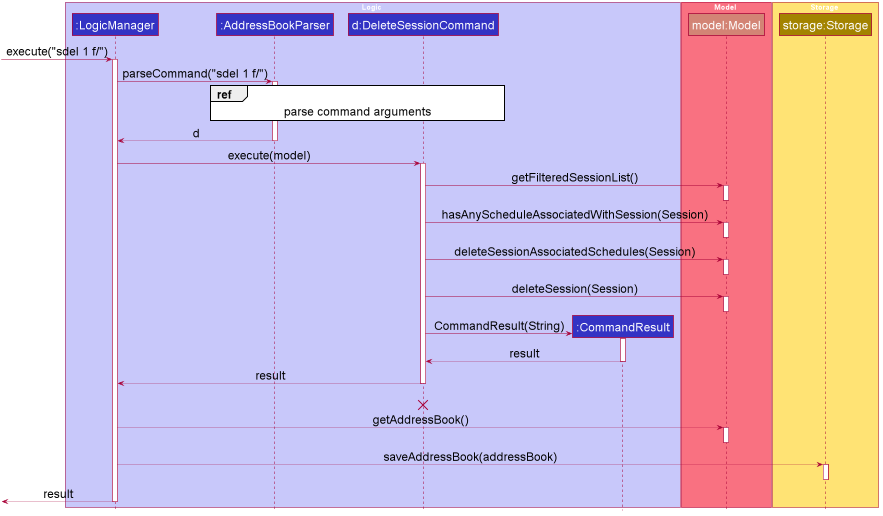 Logic
Model
Storage
:LogicManager
:AddressBookParser
d:DeleteSessionCommand
model:Model
storage:Storage
execute("sdel 1 f/")
parseCommand("sdel 1 f/")
ref
parse command arguments
d
execute(model)
getFilteredSessionList()
hasAnyScheduleAssociatedWithSession(Session)
deleteSessionAssociatedSchedules(Session)
deleteSession(Session)
CommandResult(String)
:CommandResult
result
result
getAddressBook()
saveAddressBook(addressBook)
result